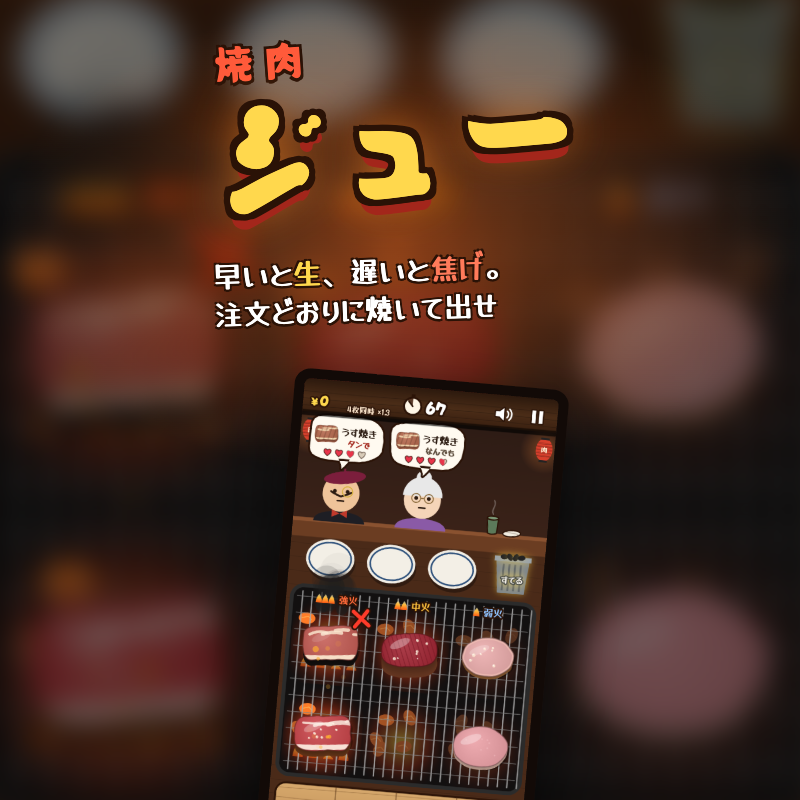 焼肉
ジュー
早いと生、遅いと焦げ。
注文どおりに焼いて出せ
¥0
4枚同時 ×1.3
67
うす焼き
タンで
うす焼き
なんでも
肉
すてる
強火
中火
弱火